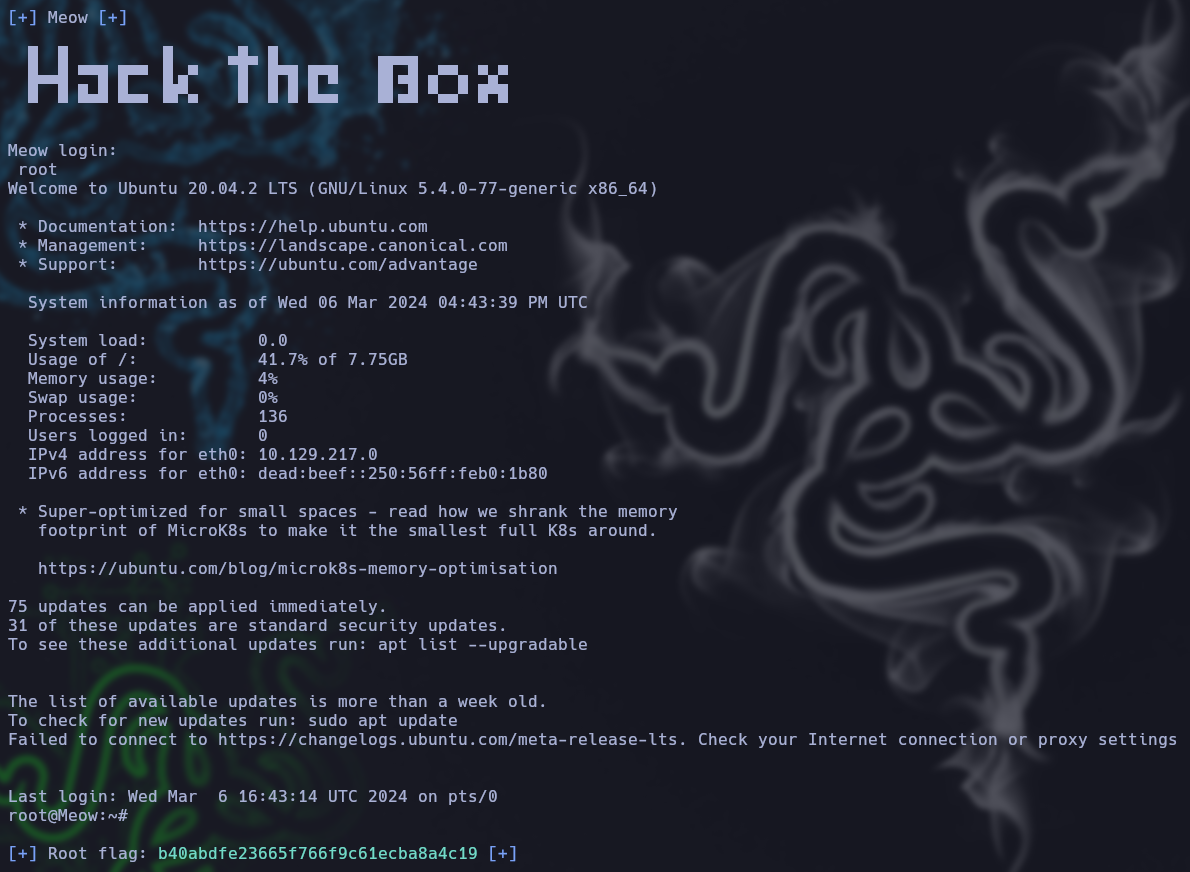 [+] Meow [+]
Hack the Box
Meow login:
root
Welcome to Ubuntu 20.04.2 LTS (GNU/Linux 5.4.0-77-generic x86_64)
* Documentation:  https://help.ubuntu.com
* Management:     https://landscape.canonical.com
* Support:        https://ubuntu.com/advantage
System information as of Wed 06 Mar 2024 04:43:39 PM UTC
System load:           0.0
Usage of /:            41.7% of 7.75GB
Memory usage:          4%
Swap usage:            0%
Processes:             136
Users logged in:       0
IPv4 address for eth0: 10.129.217.0
IPv6 address for eth0: dead:beef::250:56ff:feb0:1b80
* Super-optimized for small spaces - read how we shrank the memory
footprint of MicroK8s to make it the smallest full K8s around.
https://ubuntu.com/blog/microk8s-memory-optimisation
75 updates can be applied immediately.
31 of these updates are standard security updates.
To see these additional updates run: apt list --upgradable
The list of available updates is more than a week old.
To check for new updates run: sudo apt update
Failed to connect to https://changelogs.ubuntu.com/meta-release-lts. Check your Internet connection or proxy settings
Last login: Wed Mar  6 16:43:14 UTC 2024 on pts/0
root@Meow:~#
[+] Root flag: b40abdfe23665f766f9c61ecba8a4c19 [+]